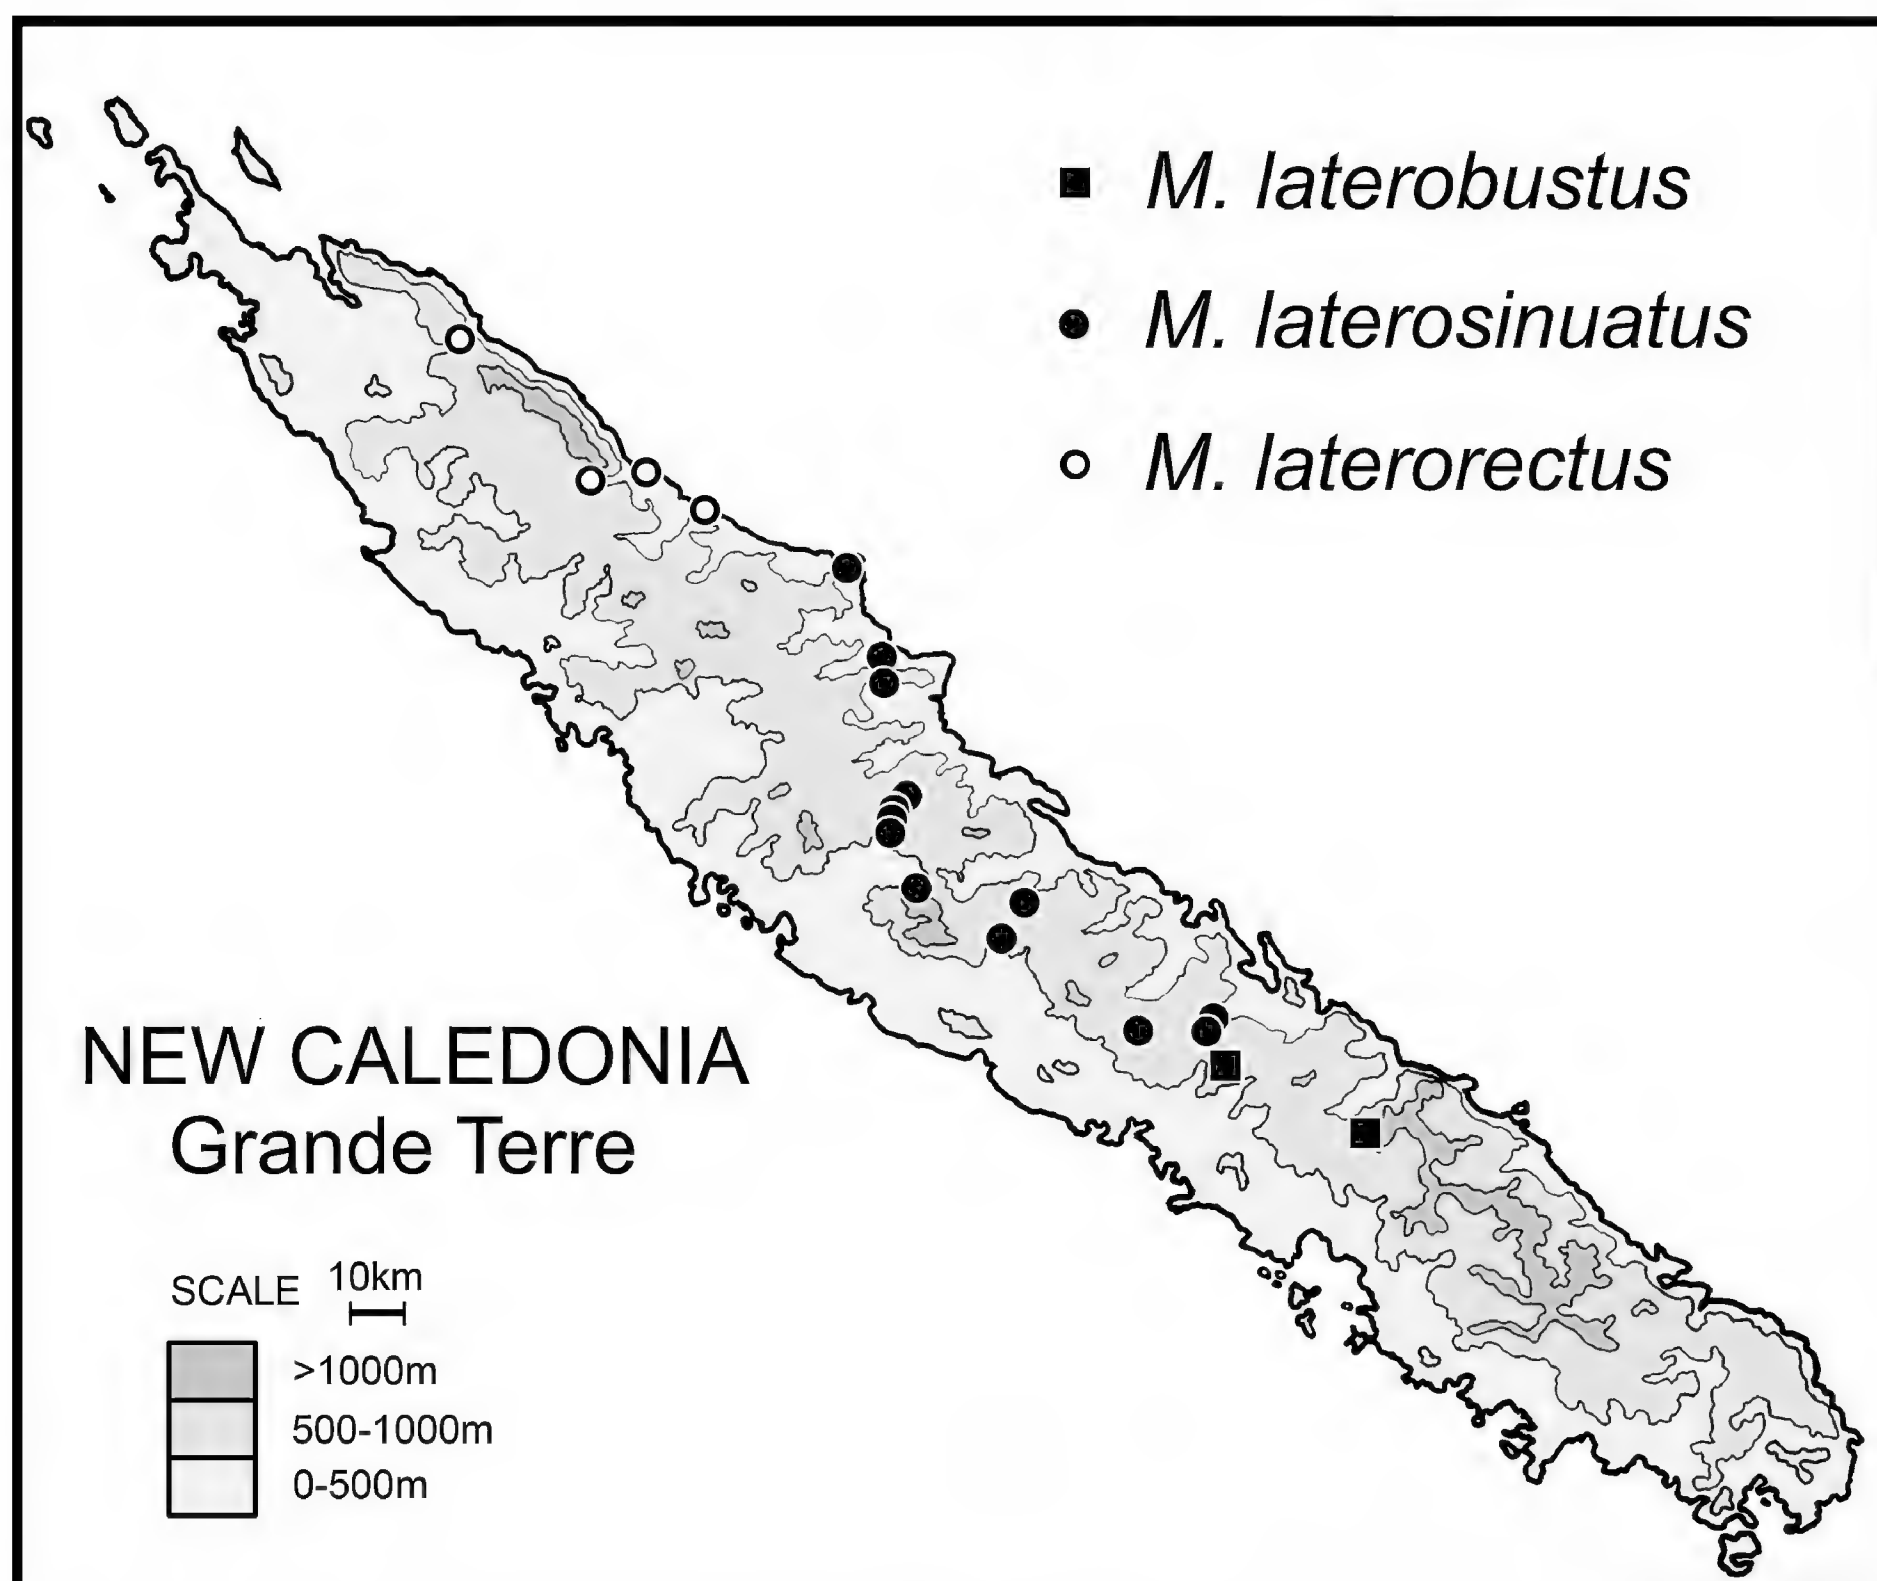 M. laterobustus
M. laterosinuatus
M. laterorectus
NEW CALEDONIA
Grande Terre
SCALE 10km
>1000m
500-1000m
0-500m